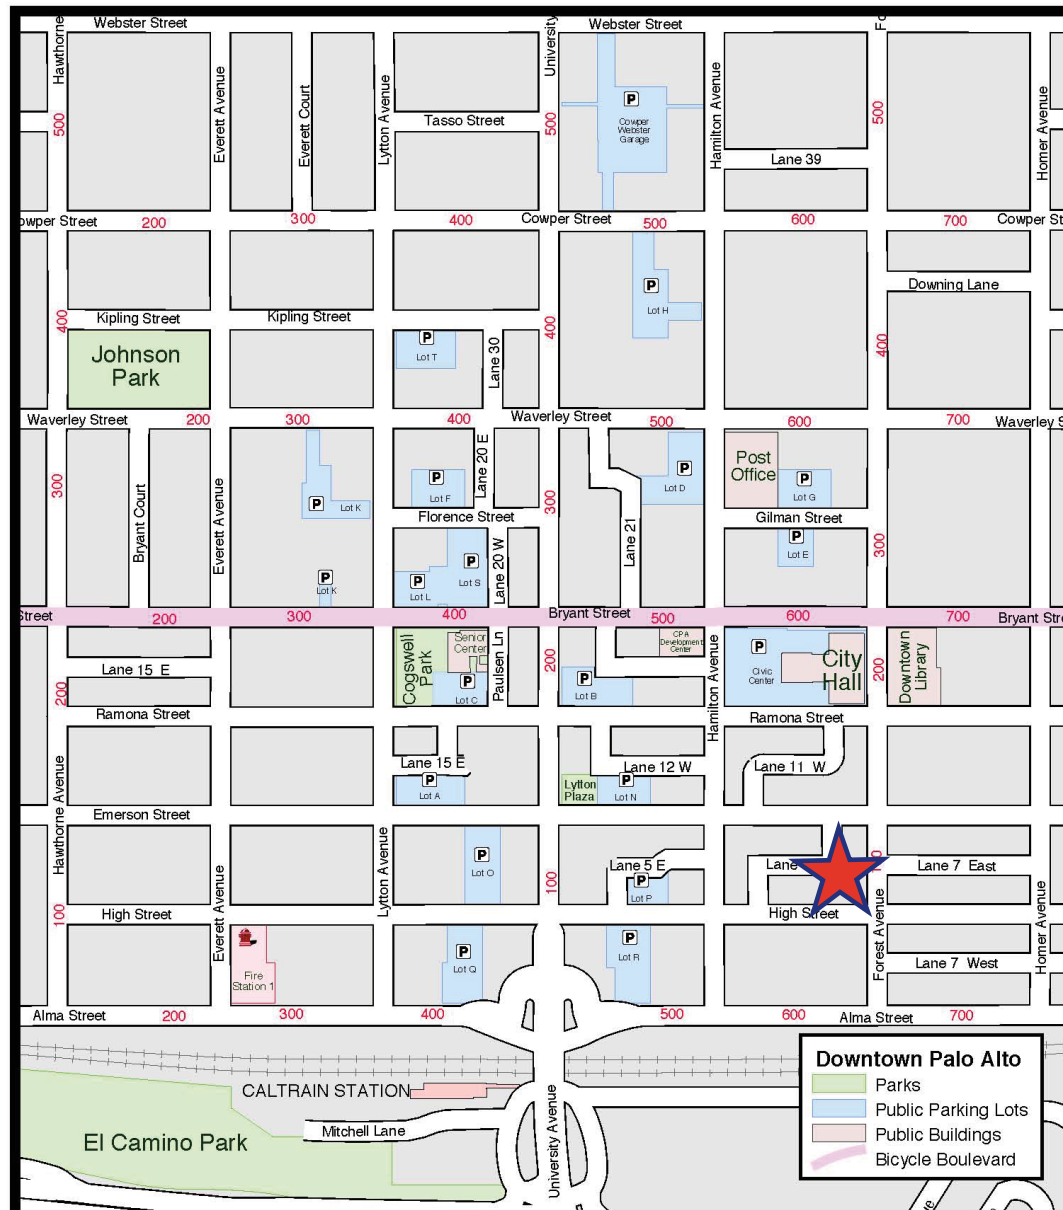 Webster Street
Webster Street
Hawthorne
Everett Avenue
Everett Court
Lytton Avenue
University
Hamilton Avenue
Homer Avenue
500
500
500
P
Cowper
Webster
Garage
Tasso Street
Lane 39
owper Street
200
300
400
Cowper Street
500
600
700
Cowper St
P
Lot H
Downing Lane
Kipling Street
Kipling Street
400
400
400
Johnson
Park
P
Lot T
Lane 30
Waverley Street
200
300
400
Waverley Street
500
600
700
Waverley S
300
Bryant Court
Everett Avenue
P
Lot K
P
Lot K
P
Lot F
Lane 20 E
Florence Street
P
Lot L
P
Lot S
Lane 20 W
300
Lane 21
P
Lot D
Post
Office
P
Lot G
Gilman Street
P
Lot E
300
Street
200
300
400
Bryant Street
500
600
700
Bryant Stre
Lane 15 E
200
Ramona Street
Cogswell
Park
Senior
Center
P
Lot C
Paulsen Ln
200
P
Lot B
CPA
Development
Center
Hamilton Avenue
P
Civic
Center
City
Hall
200
Downtown
Library
Ramona Street
Lane 15 E
P
Lot A
Lane 12 W
Lytton
Plaza
P
Lot N
Lane 11 W
Hawthorne Avenue
Emerson Street
Lytton Avenue
P
Lot O
100
Lane 5 E
P
Lot P
Lane
Lane 7 East
100
High Street
High Street
Everett Avenue
Forest Avenue
Homer Avenue
Fire
Station 1
P
Lot Q
P
Lot R
Lane 7 West
Alma Street
200
300
400
500
600
Alma Street
700
CALTRAIN STATION
Mitchell Lane
El Camino Park
University Avenue
Downtown Palo Alto
Parks
Public Parking Lots
Public Buildings
Bicycle Boulevard